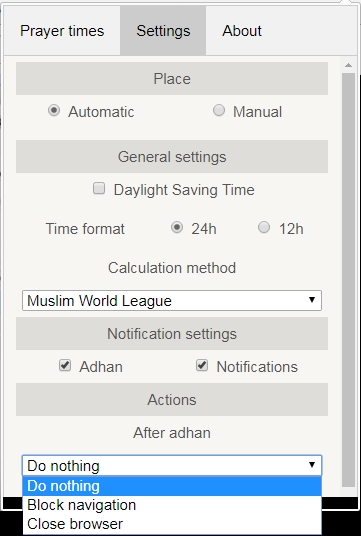 Prayer times Settings About
Place
Automatic Manual
General settings
Daylight Saving Time
Time format 24h 12h
Calculation method
Muslim World League
Notification settings
Adhan Notifications
Actions
After adhan
Do nothing
Do nothing
Block navigation
Close browser